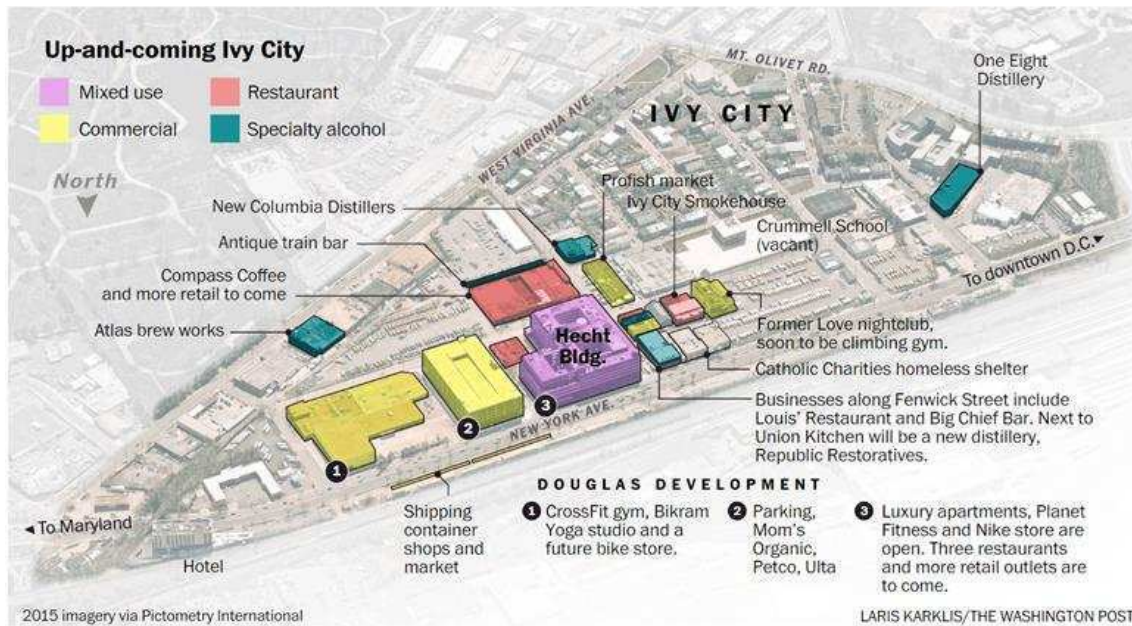 Up-and-coming Ivy City
Mixed use
Restaurant
Commercial
Specialty alcohol
North
MT. OLIVET RD.
One Eight
Distillery
IVY CITY
WEST VIRGINIA AVE.
Profish market
Ivy City Smokehouse
New Columbia Distillers
Crummell School
(vacant)
Antique train bar
To downtown D.C.
Compass Coffee
and more retail to come
Atlas brew works
Hecht
Bldg.
Former Love nightclub,
soon to be climbing gym.
Catholic Charities homeless shelter
Businesses along Fenwick Street include
Louis' Restaurant and Big Chief Bar. Next to
Union Kitchen will be a new distillery,
Republic Restoratives.
3
2
NEW YORK AVE.
1
To Maryland
Hotel
Shipping
container
shops and
market
DOUGLAS DEVELOPMENT
1 CrossFit gym, Bikram
Yoga studio and a
future bike store.
2 Parking,
Mom's
Organic,
Petco, Ulta
3 Luxury apartments, Planet
Fitness and Nike store are
open. Three restaurants
and more retail outlets are
to come.
2015 imagery via Pictometry International
LARIS KARKLIS/THE WASHINGTON POST